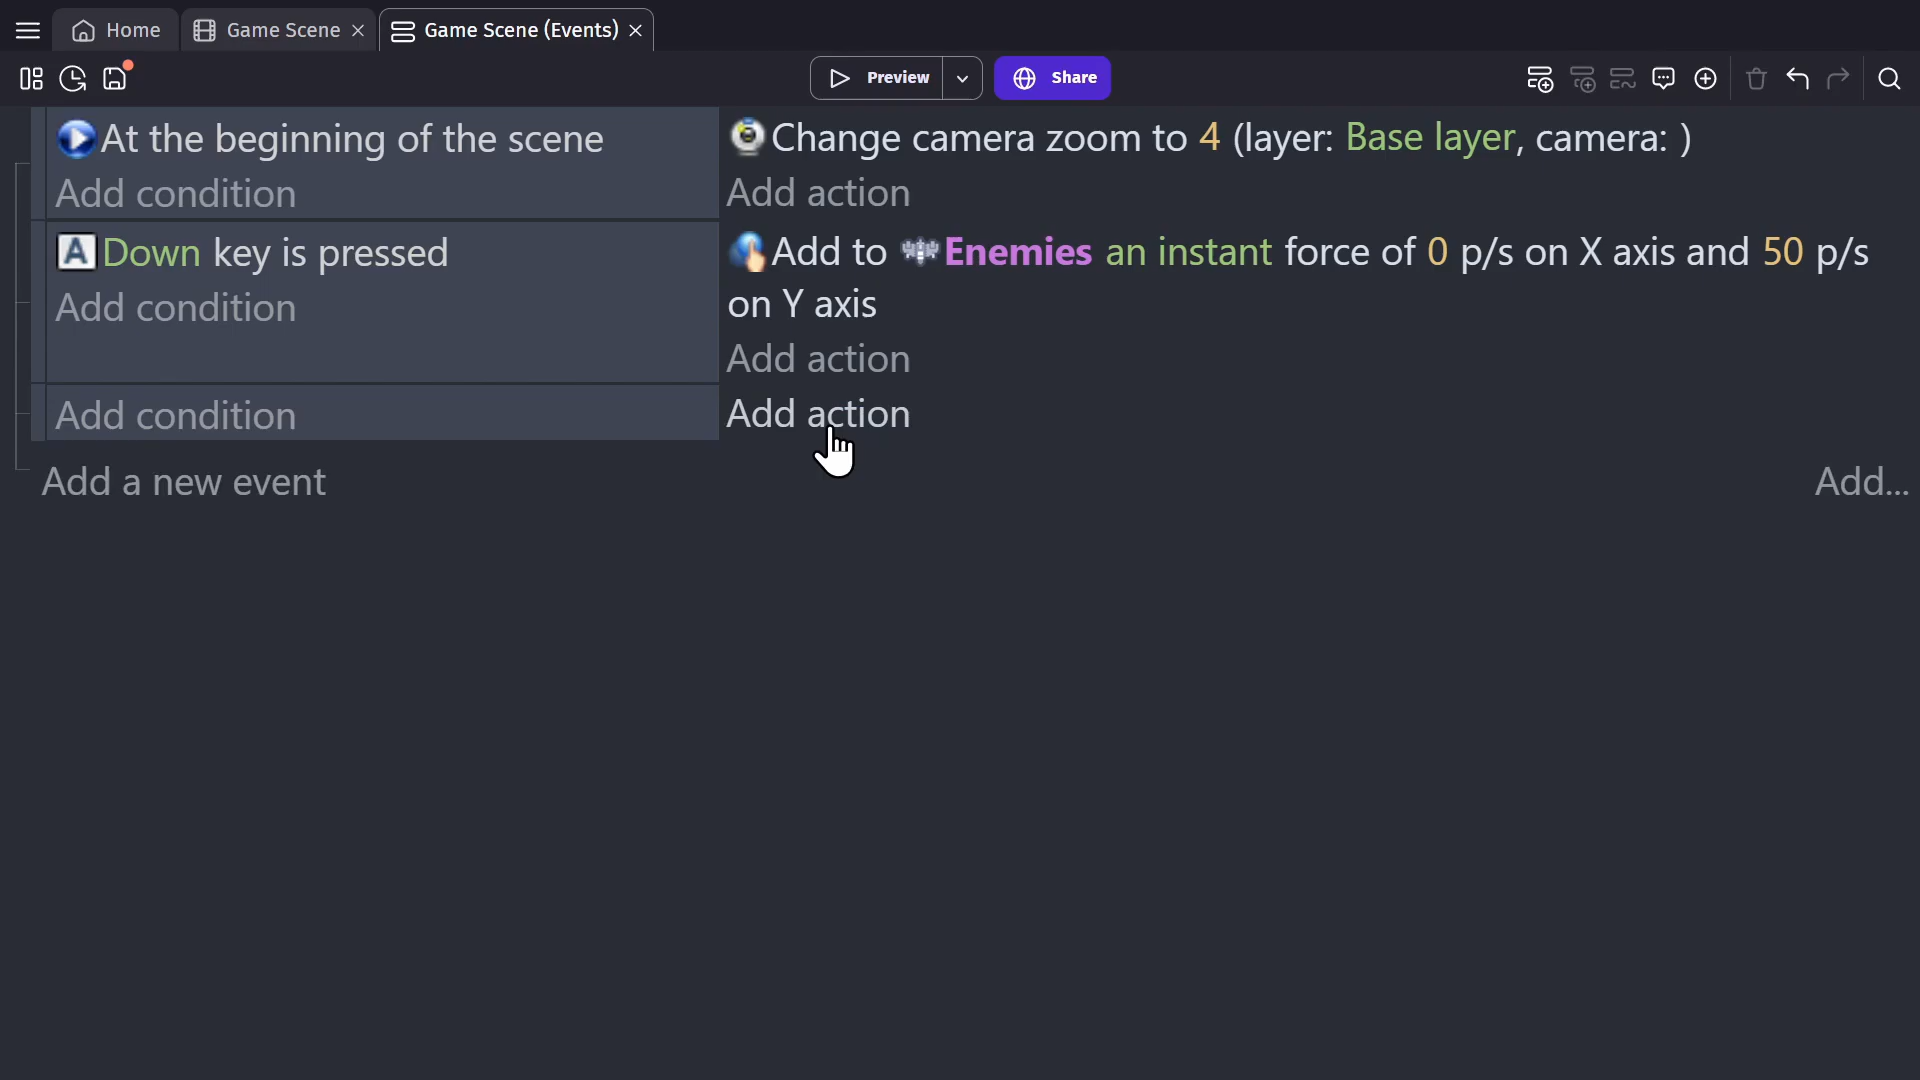 Home
Game Scene
Game Scene (Events)
Preview
Share
At the beginning of the scene
Change camera zoom to 4 (layer: Base layer, camera: )
Add condition
Add action
A Down key is pressed
Add to Enemies an instant force of 0 p/s on X axis and 50 p/s
on Y axis
Add condition
Add action
Add condition
Add action
Add a new event
Add...